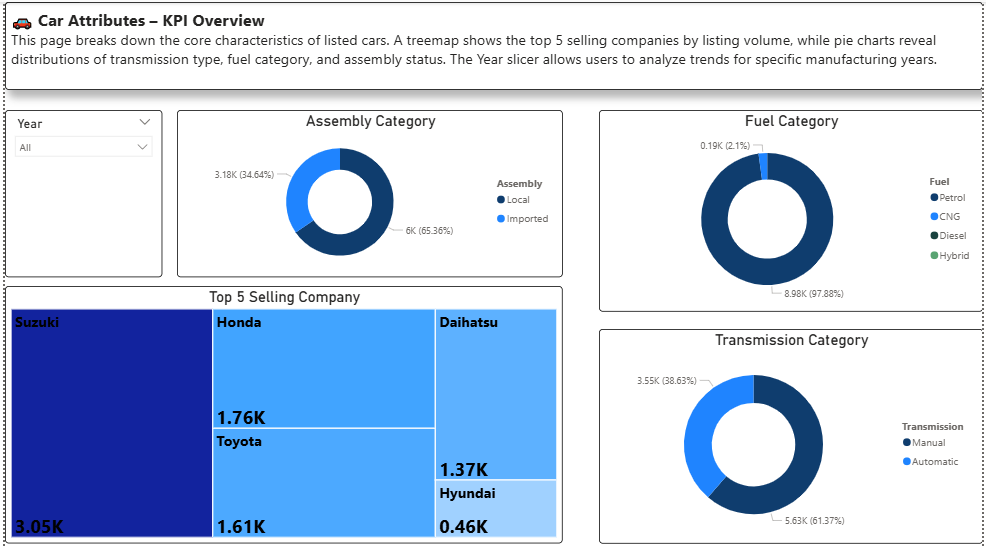 🚗 Car Attributes – KPI Overview
This page breaks down the core characteristics of listed cars. A treemap shows the top 5 selling companies by listing volume, while pie charts reveal
distributions of transmission type, fuel category, and assembly status. The Year slicer allows users to analyze trends for specific manufacturing years.
Year
All
Assembly Category
3.18K (34.64%)
6K (65.36%)
Assembly
Local
Imported
Fuel Category
0.19K (2.1%)
8.98K (97.88%)
Fuel
Petrol
CNG
Diesel
Hybrid
Top 5 Selling Company
Suzuki
3.05K
Honda
1.76K
Toyota
1.61K
Daihatsu
1.37K
Hyundai
0.46K
Transmission Category
3.55K (38.63%)
5.63K (61.37%)
Transmission
Manual
Automatic